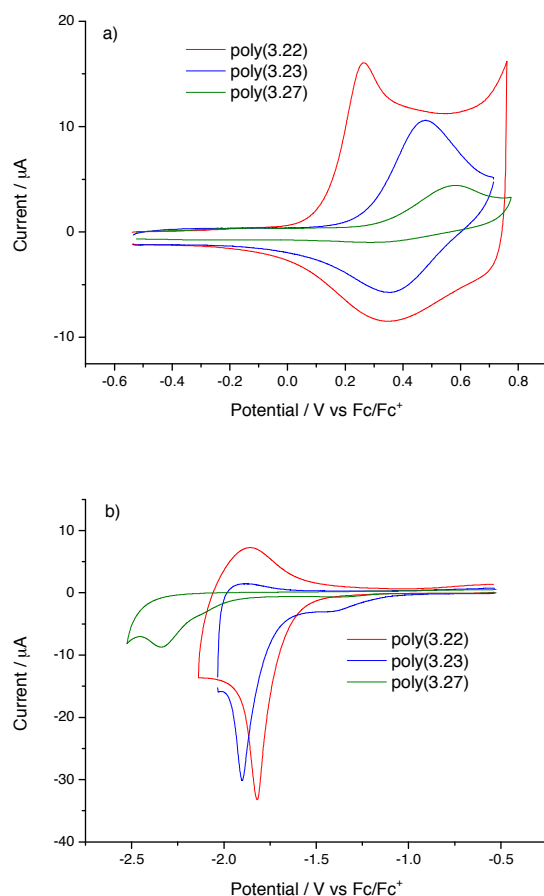 a)
poly(3.22)
poly(3.23)
poly(3.27)
20
10
0
-10
Current / µA
-0.6 -0.4 -0.2 0.0 0.2 0.4 0.6 0.8
Potential / V vs Fc/Fc⁺
b)
10
0
-10
-20
-30
-40
Current / µA
poly(3.22)
poly(3.23)
poly(3.27)
-2.5 -2.0 -1.5 -1.0 -0.5
Potential / V vs Fc/Fc⁺